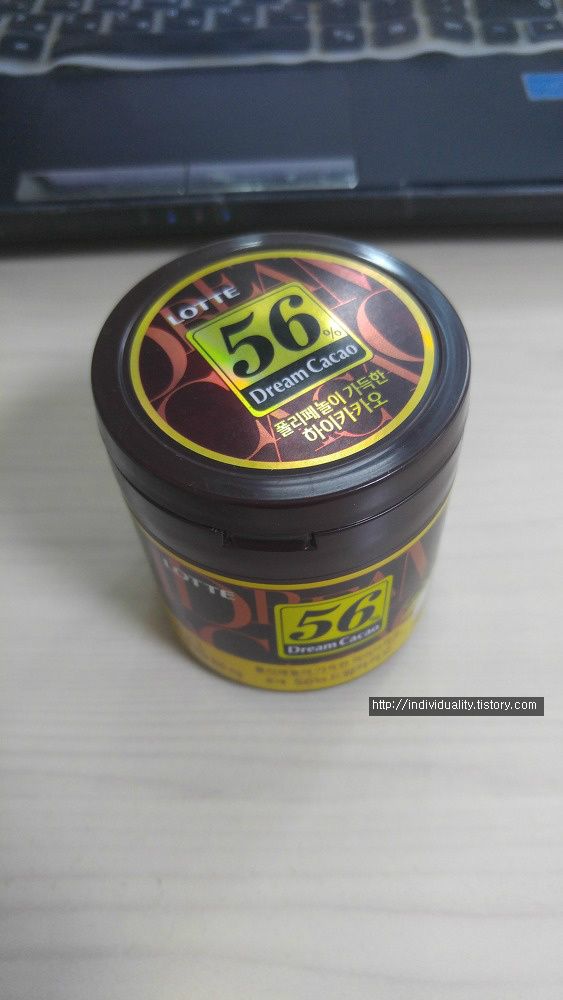 LOTTE
56%
Dream Cacao
폴리페놀이 가득한
하이카카오
LOTTE
56
Dream Cacao
http://individuality.tistory.com